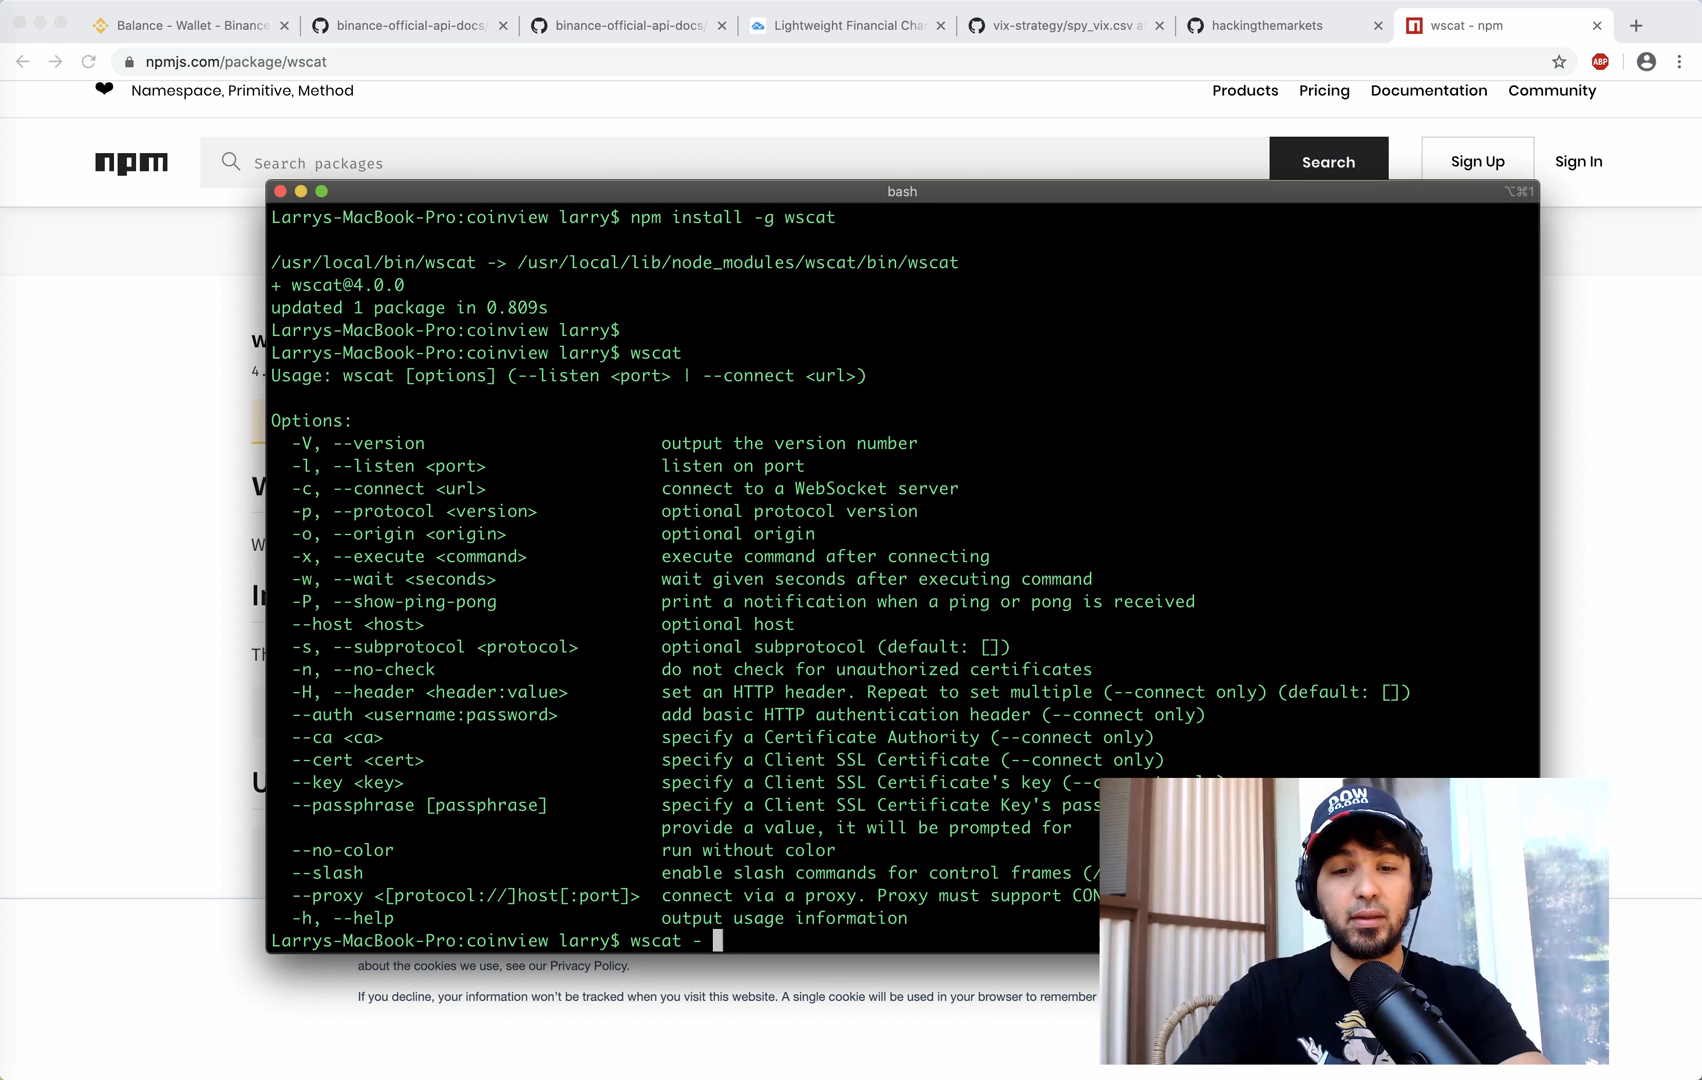 Balance - Wallet - Binance
binance-official-api-docs/
binance-official-api-docs/
Lightweight Financial Cha
vix-strategy/spy_vix.csv at
hackingthemarkets
wscat - npm
npmjs.com/package/wscat
ABP
❤ Namespace, Primitive, Method
Products Pricing Documentation Community
npm
Search packages
Search
Sign Up
Sign In
bash
⌥⌘1
Larrys-MacBook-Pro:coinview larry$ npm install -g wscat
/usr/local/bin/wscat -> /usr/local/lib/node_modules/wscat/bin/wscat
+ wscat@4.0.0
updated 1 package in 0.809s
Larrys-MacBook-Pro:coinview larry$
Larrys-MacBook-Pro:coinview larry$ wscat
Usage: wscat [options] (--listen <port> | --connect <url>)
Options:
-V, --version output the version number
-l, --listen <port> listen on port
-c, --connect <url> connect to a WebSocket server
-p, --protocol <version> optional protocol version
-o, --origin <origin> optional origin
-x, --execute <command> execute command after connecting
-w, --wait <seconds> wait given seconds after executing command
-P, --show-ping-pong print a notification when a ping or pong is received
--host <host> optional host
-s, --subprotocol <protocol> optional subprotocol (default: [])
-n, --no-check do not check for unauthorized certificates
-H, --header <header:value> set an HTTP header. Repeat to set multiple (--connect only) (default: [])
--auth <username:password> add basic HTTP authentication header (--connect only)
--ca <ca> specify a Certificate Authority (--connect only)
--cert <cert> specify a Client SSL Certificate (--connect only)
--key <key> specify a Client SSL Certificate's key (--c
--passphrase [passphrase] specify a Client SSL Certificate Key's pass
provide a value, it will be prompted for
--no-color run without color
--slash enable slash commands for control frames (/
--proxy <[protocol://]host[:port]> connect via a proxy. Proxy must support CON
-h, --help output usage information
Larrys-MacBook-Pro:coinview larry$ wscat -
about the cookies we use, see our Privacy Policy.
If you decline, your information won't be tracked when you visit this website. A single cookie will be used in your browser to remember
DOW